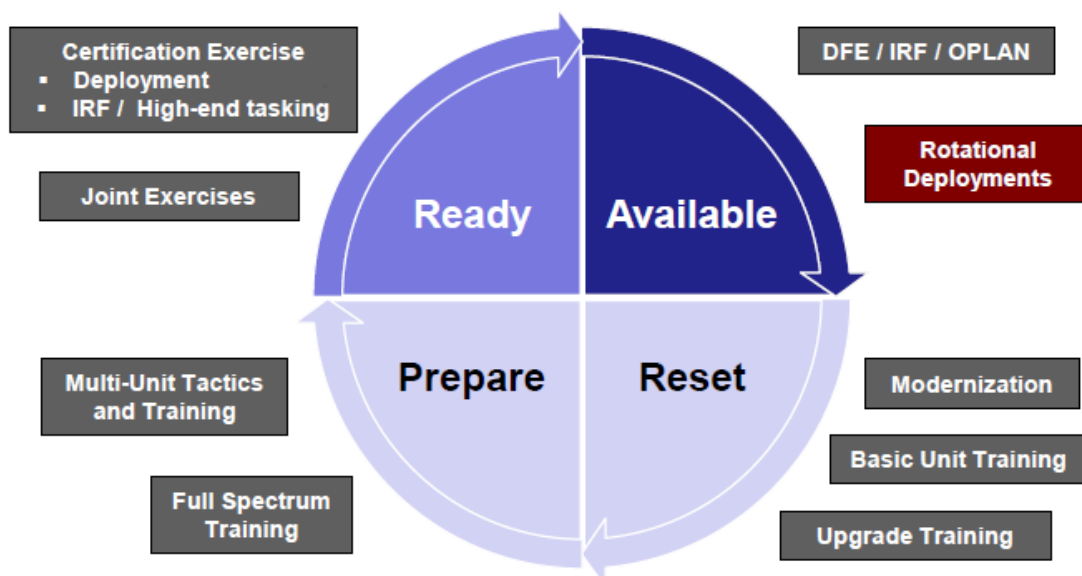 Certification Exercise
▪ Deployment
▪ IRF / High-end tasking
Joint Exercises
DFE / IRF / OPLAN
Rotational
Deployments
Ready
Available
Prepare
Reset
Multi-Unit Tactics
and Training
Full Spectrum
Training
Modernization
Basic Unit Training
Upgrade Training